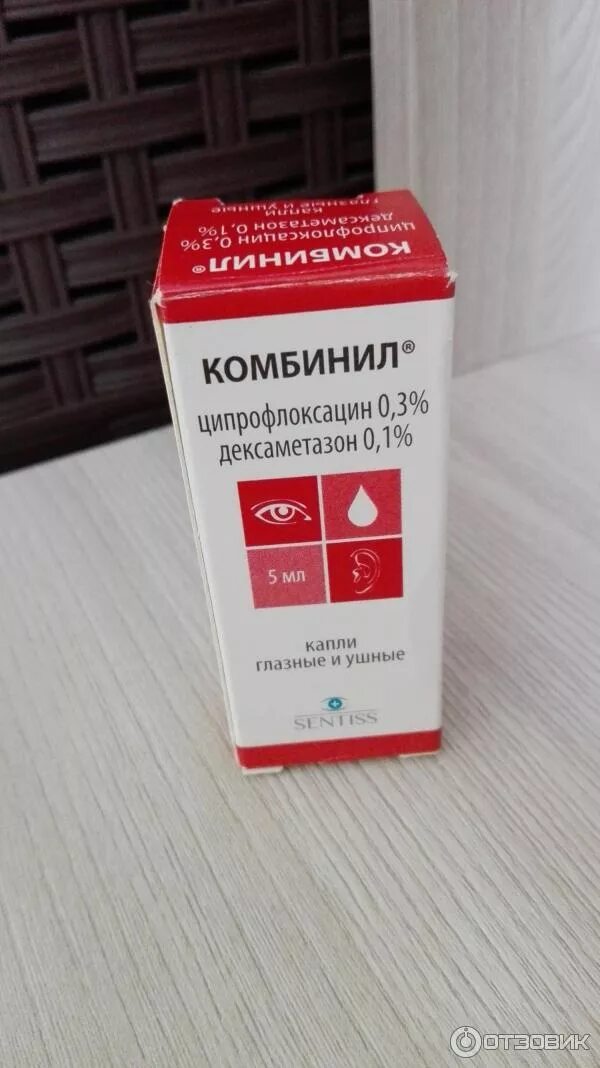 КОМБИНИЛ®
ципрофлоксацин 0,3%
дексаметазон 0,1%
капли
глазные и ушные
КОМБИНИЛ®
ципрофлоксацин 0,3%
дексаметазон 0,1%
5 мл
капли
глазные и ушные
SENTISS
ОТЗОВИК